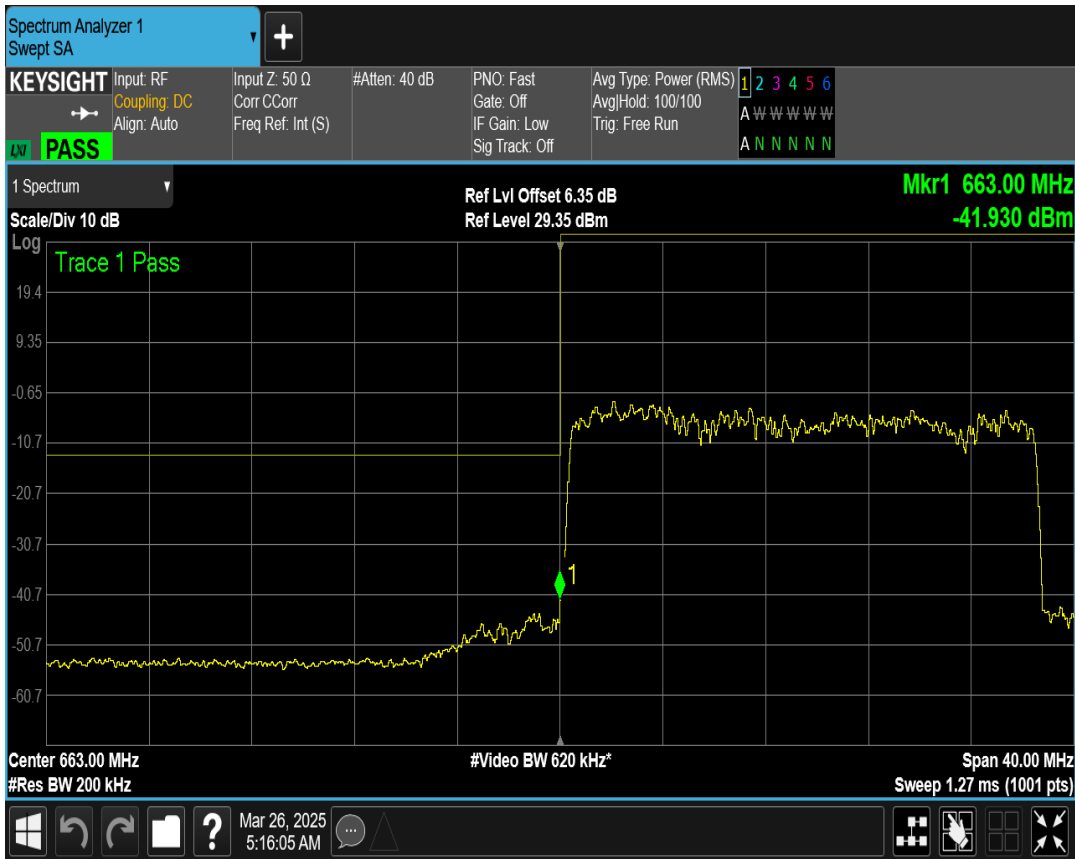 Spectrum Analyzer 1
Swept SA
KEYSIGHT
LXI PASS
Input: RF
Coupling: DC
Align: Auto
Input Z: 50 Ω
Corr CCorr
Freq Ref: Int (S)
#Atten: 40 dB
PNO: Fast
Gate: Off
IF Gain: Low
Sig Track: Off
Avg Type: Power (RMS)
Avg|Hold: 100/100
Trig: Free Run
1 2 3 4 5 6
A W W W W W
A N N N N N
1 Spectrum
Scale/Div 10 dB
Ref Lvl Offset 6.35 dB
Ref Level 29.35 dBm
Mkr1 663.00 MHz
-41.930 dBm
Log
Trace 1 Pass
19.4
9.35
-0.65
-10.7
-20.7
-30.7
1
-40.7
-50.7
-60.7
Center 663.00 MHz
#Video BW 620 kHz*
Span 40.00 MHz
#Res BW 200 kHz
Sweep 1.27 ms (1001 pts)
?
Mar 26, 2025
5:16:05 AM